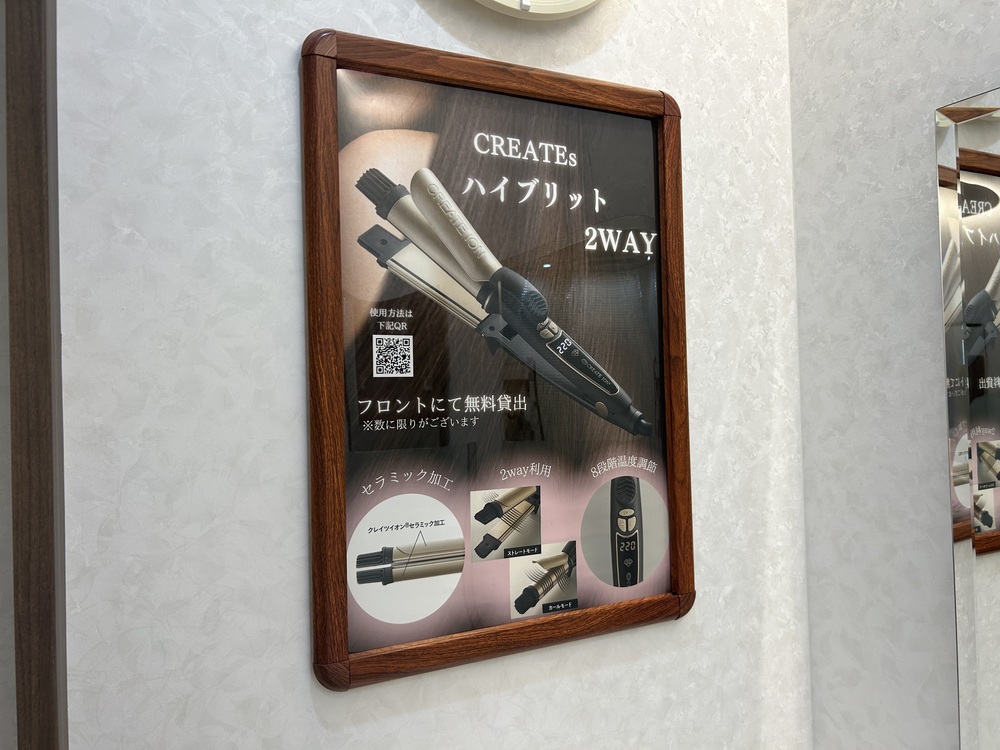 CREATEs
ハイブリット
2WAY
CREATE ION
220
使用方法は
下記QR
フロントにて無料貸出
※数に限りがございます
セラミック加工
2way利用
8段階温度調節
クレイツイオン®セラミック加工
ストレートモード
カールモード
220